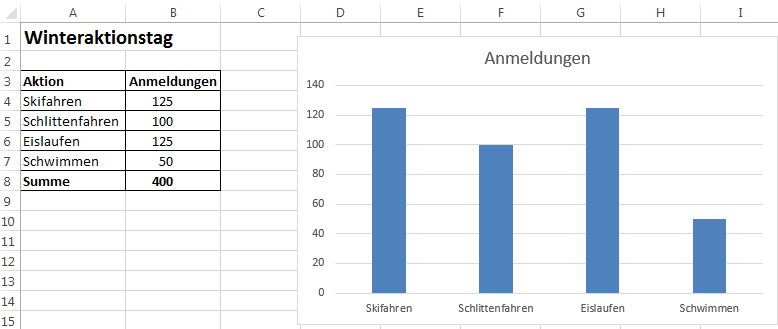 A B C D E F G H I
1 Winteraktionstag
2
3 Aktion Anmeldungen
4 Skifahren 125
5 Schlittenfahren 100
6 Eislaufen 125
7 Schwimmen 50
8 Summe 400
9
10
11
12
13
14
15
Anmeldungen
140
120
100
80
60
40
20
0
Skifahren Schlittenfahren Eislaufen Schwimmen